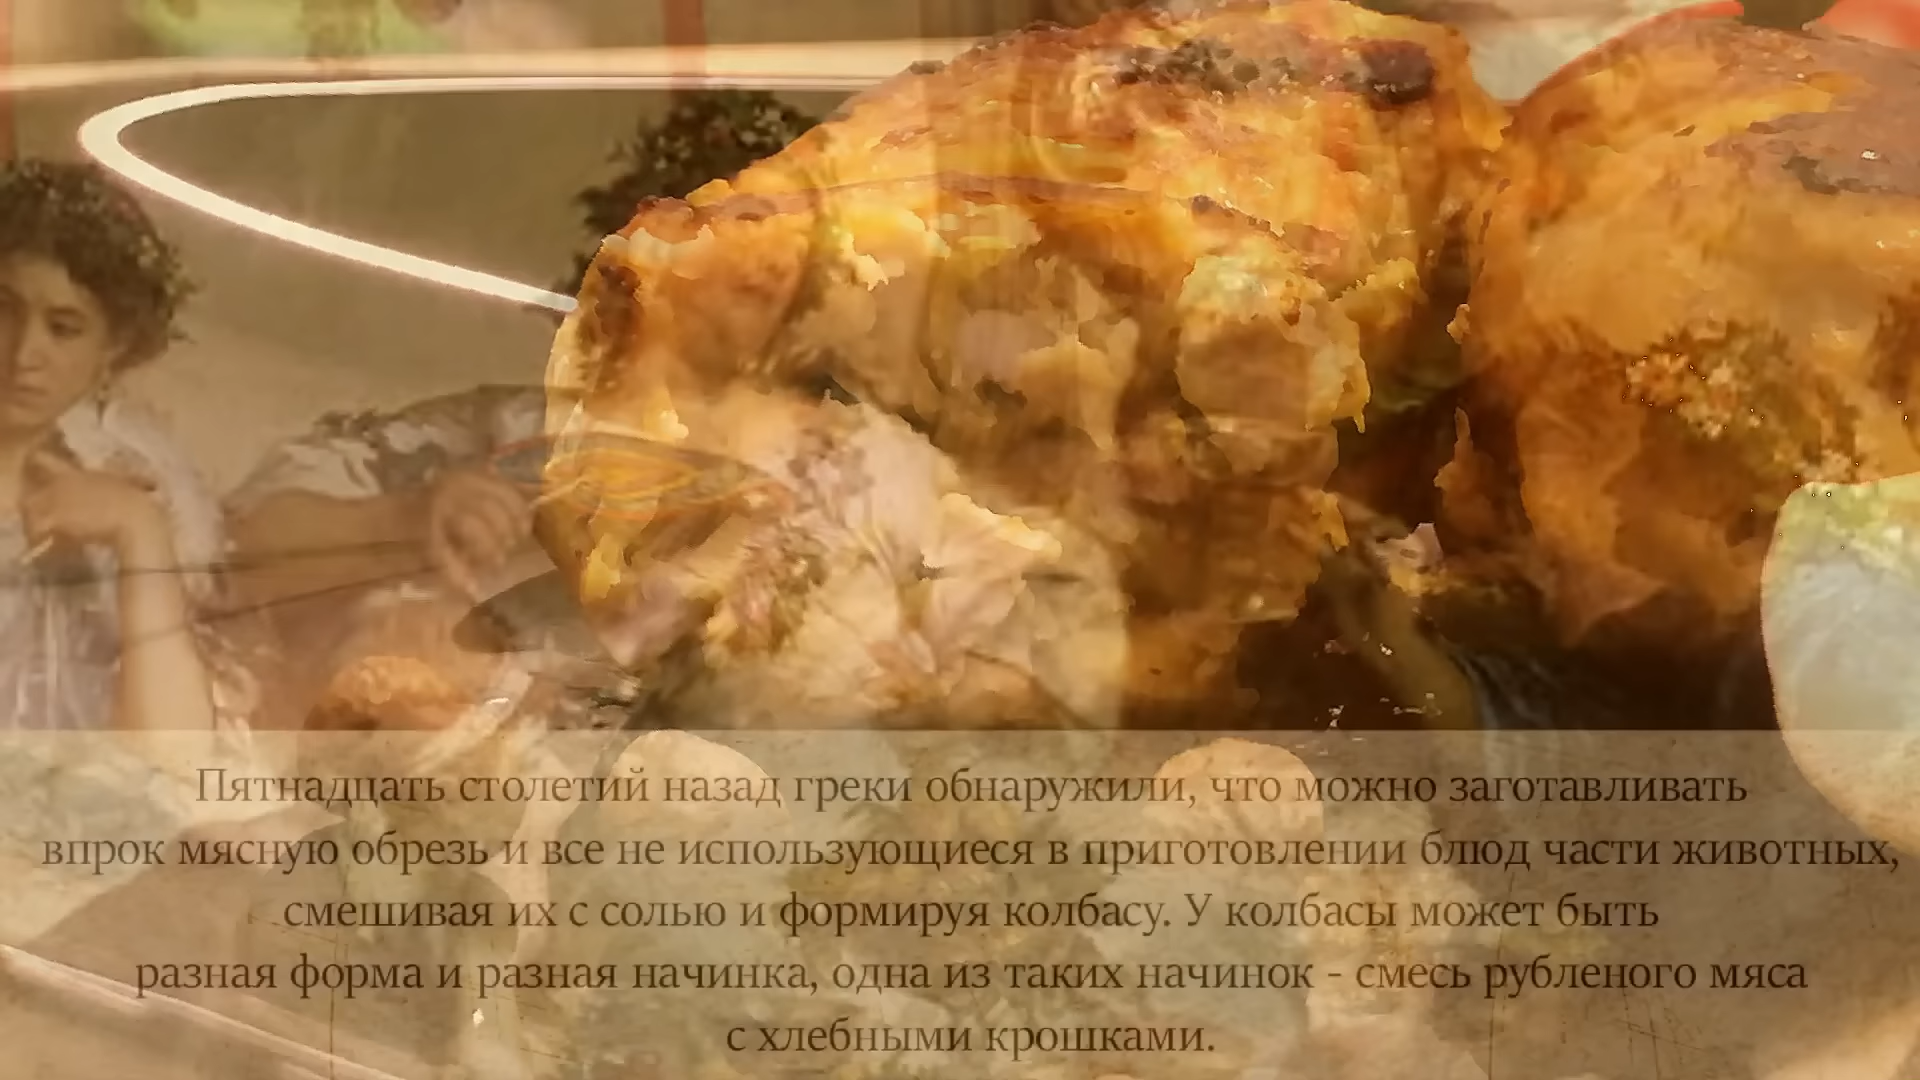 Пятнадцать столетий назад греки обнаружили, что можно заготавливать
впрок мясную обрезь и все не использующиеся в приготовлении блюд части животных,
смешивая их с солью и формируя колбасу. У колбасы может быть
разная форма и разная начинка, одна из таких начинок - смесь рубленого мяса
с хлебными крошками.